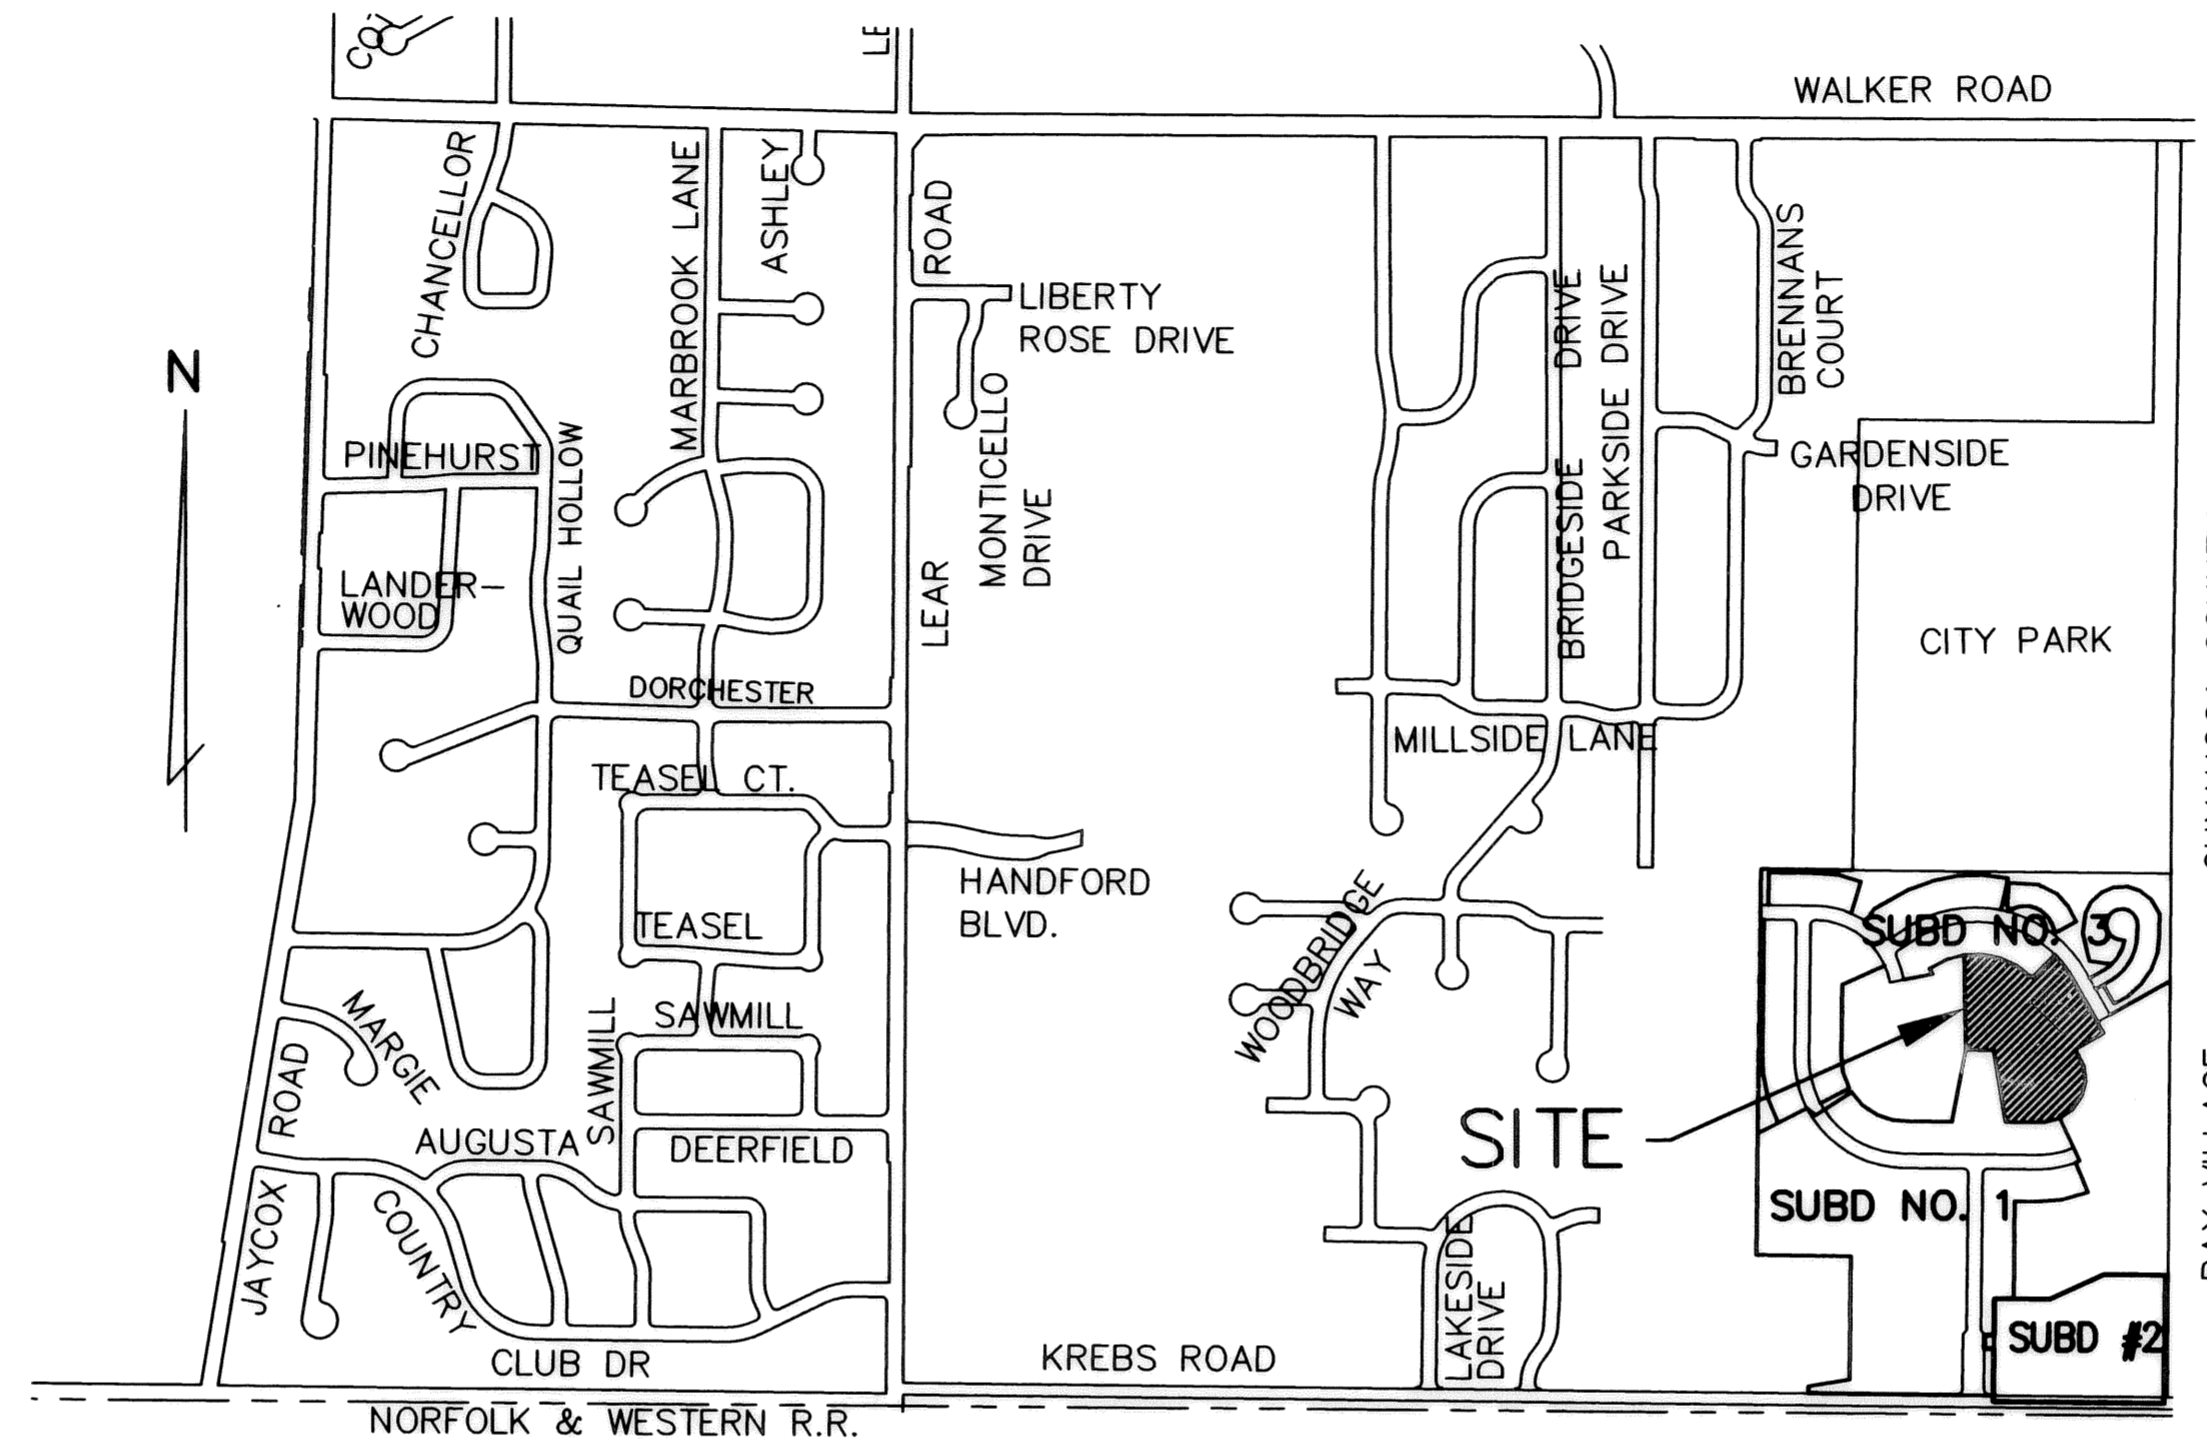 WALKER ROAD
CHANCELLOR
MARBROOK LANE
ASHLEY
ROAD
LIBERTY
ROSE DRIVE
MONTICELLO
DRIVE
LEAR
BRIDGESIDE DRIVE
PARKSIDE DRIVE
BRENNANS
COURT
N
PINEHURST
QUAIL HOLLOW
GARDENSIDE
DRIVE
LANDER-
WOOD
CITY PARK
DORCHESTER
MILLSIDE LANE
TEASEL CT.
HANDFORD
BLVD.
TEASEL
WOODBRIDGE
WAY
SUBD NO. 3
MARGIE
SAWMILL
SAWMILL
ROAD
AUGUSTA
DEERFIELD
SITE
JAYCOX
COUNTRY
SUBD NO. 1
LAKESIDE
DRIVE
SUBD #2
CLUB DR
KREBS ROAD
NORFOLK & WESTERN R.R.